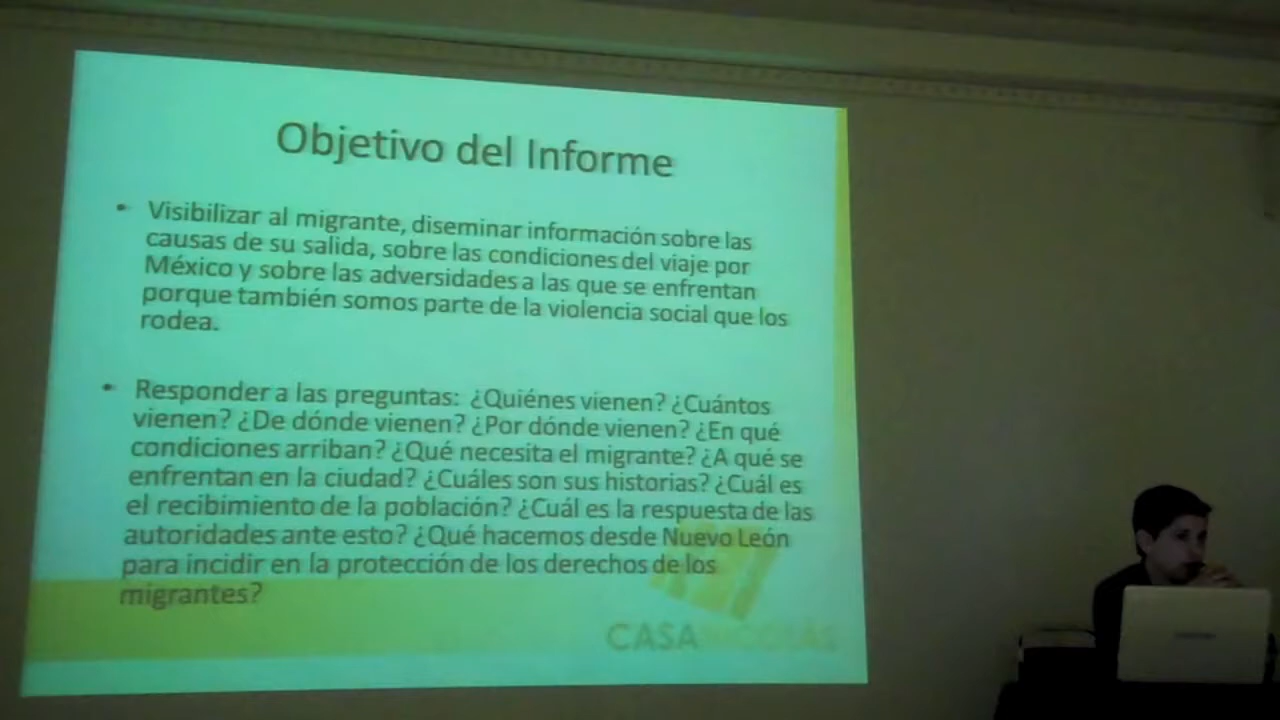 Objetivo del Informe
• Visibilizar al migrante, diseminar información sobre las
causas de su salida, sobre las condiciones del viaje por
México y sobre las adversidades a las que se enfrentan
porque también somos parte de la violencia social que los
rodea.
• Responder a las preguntas: ¿Quiénes vienen? ¿Cuántos
vienen? ¿De dónde vienen? ¿Por dónde vienen? ¿En qué
condiciones arriban? ¿Qué necesita el migrante? ¿A qué se
enfrentan en la ciudad? ¿Cuáles son sus historias? ¿Cuál es
el recibimiento de la población? ¿Cuál es la respuesta de las
autoridades ante esto? ¿Qué hacemos desde Nuevo León
para incidir en la protección de los derechos de los
migrantes?
CASA NICOLÁS